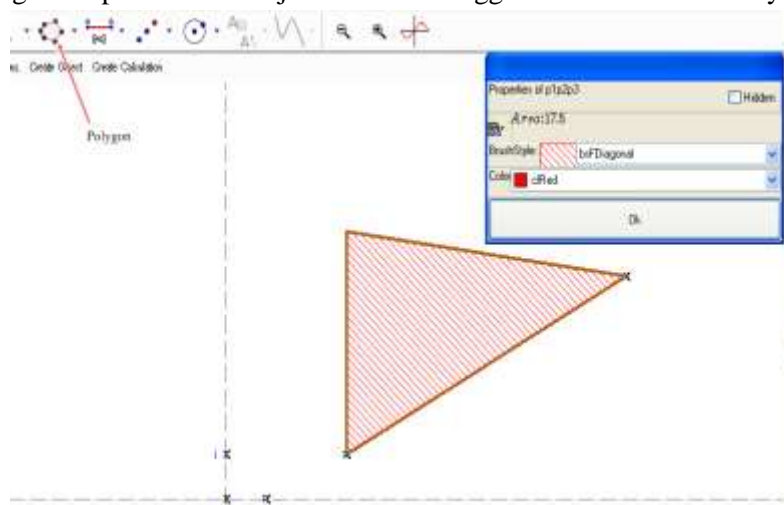 Create Object Create Calculation
Polygon
Properties of p1p2p3
Hidden
Area:17.5
BrushStyle bsFDiagonal
Color clRed
Ok